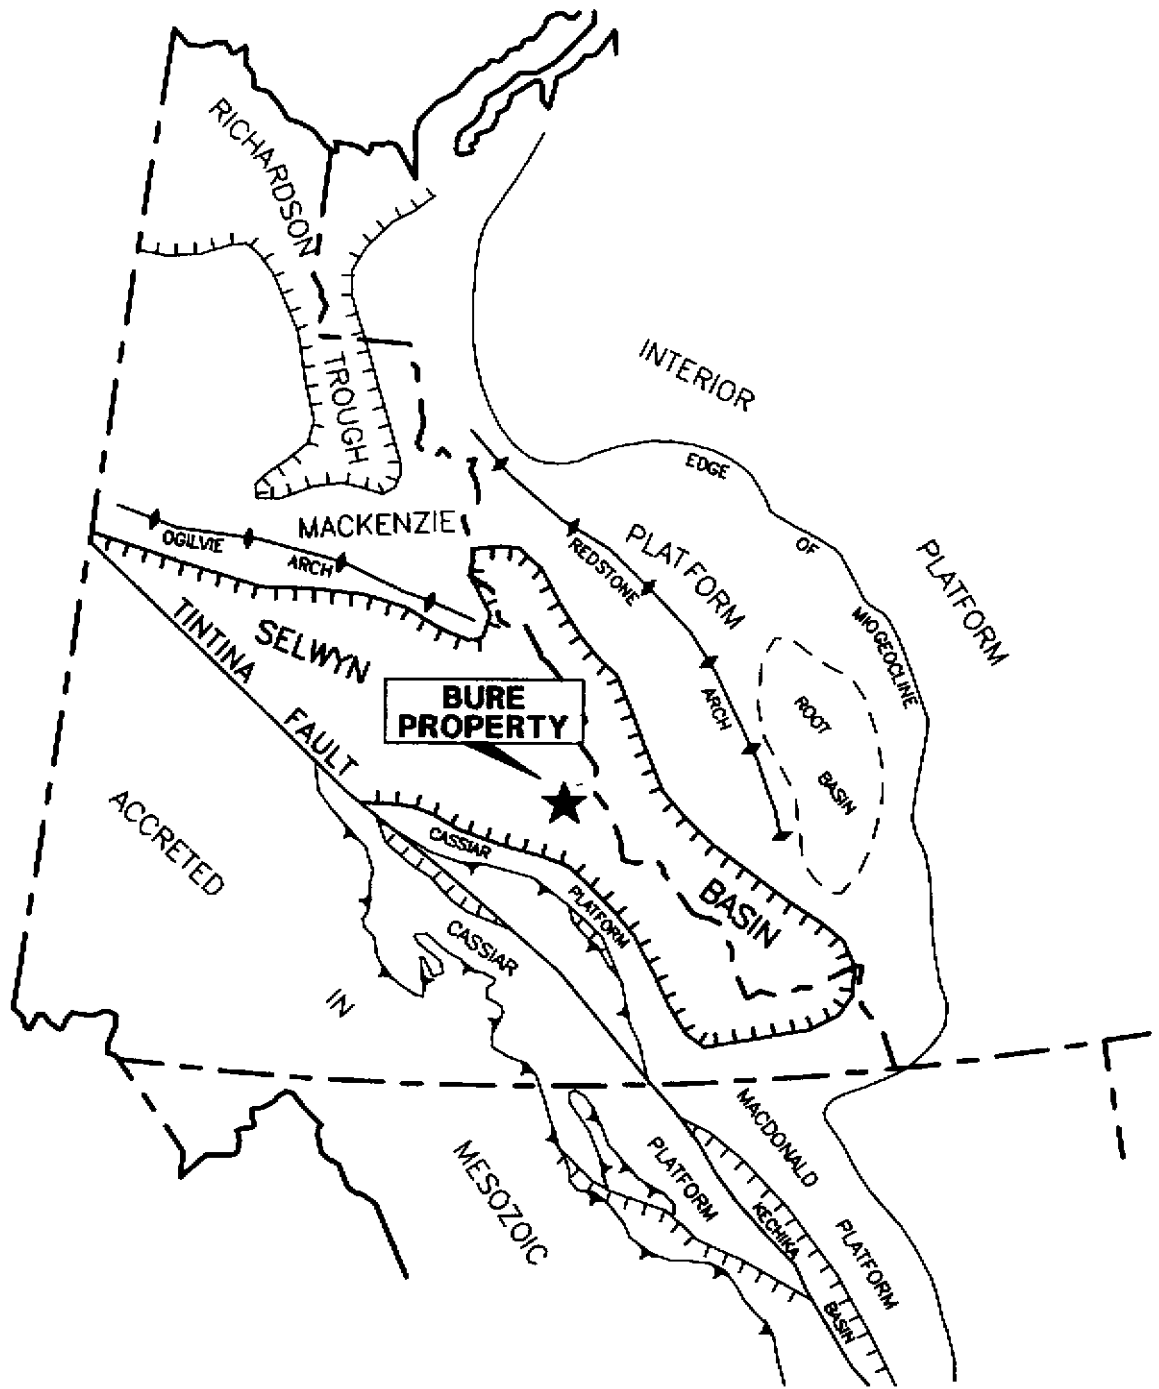 RICHARDSON
TROUGH
INTERIOR
PLATFORM
EDGE
OF
MIOGEOCLINE
MACKENZIE
PLATFORM
OGILVIE
ARCH
REDSTONE
ARCH
ROOT
BASIN
TINTINA
FAULT
SELWYN
BASIN
BURE
PROPERTY
CASSIAR
PLATFORM
ACCRETED
IN
MESOZOIC
CASSIAR
PLATFORM
MACDONALD
PLATFORM
KECHIKA
BASIN